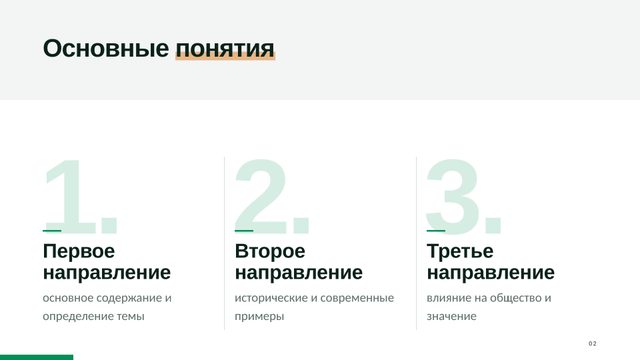 Основные понятия
1.
Первое
направление
основное содержание и
определение темы
2.
Второе
направление
исторические и современные
примеры
3.
Третье
направление
влияние на общество и
значение
02